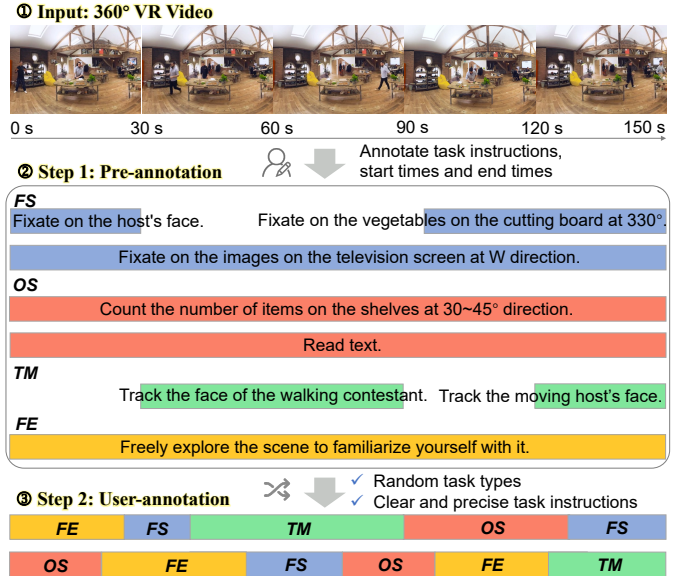 ① Input: 360° VR Video
0 s 30 s 60 s 90 s 120 s 150 s
② Step 1: Pre-annotation
Annotate task instructions,
start times and end times
FS
Fixate on the host's face. Fixate on the vegetables on the cutting board at 330°.
Fixate on the images on the television screen at W direction.
OS
Count the number of items on the shelves at 30~45° direction.
Read text.
TM
Track the face of the walking contestant. Track the moving host's face.
FE
Freely explore the scene to familiarize yourself with it.
③ Step 2: User-annotation
✓ Random task types
✓ Clear and precise task instructions
FE FS TM OS FS
OS FE FS OS FE TM